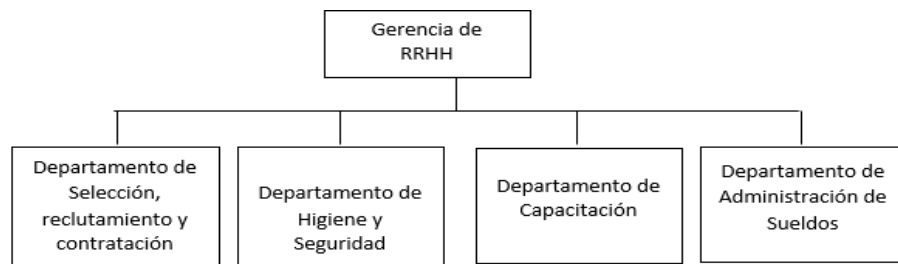 Gerencia de
RRHH
Departamento de
Selección,
reclutamiento y
contratación
Departamento de
Higiene y
Seguridad
Departamento de
Capacitación
Departamento de
Administración de
Sueldos